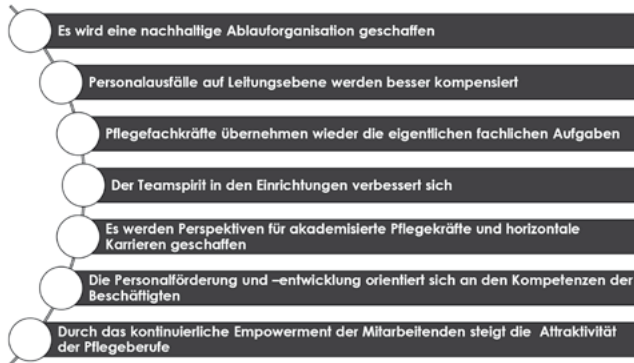 Es wird eine nachhaltige Ablauforganisation geschaffen
Personalausfälle auf Leitungsebene werden besser kompensiert
Pflegefachkräfte übernehmen wieder die eigentlichen fachlichen Aufgaben
Der Teamspirit in den Einrichtungen verbessert sich
Es werden Perspektiven für akademisierte Pflegekräfte und horizontale
Karrieren geschaffen
Die Personalförderung und –entwicklung orientiert sich an den Kompetenzen der
Beschäftigten
Durch das kontinuierliche Empowerment der Mitarbeitenden steigt die Attraktivität
der Pflegeberufe